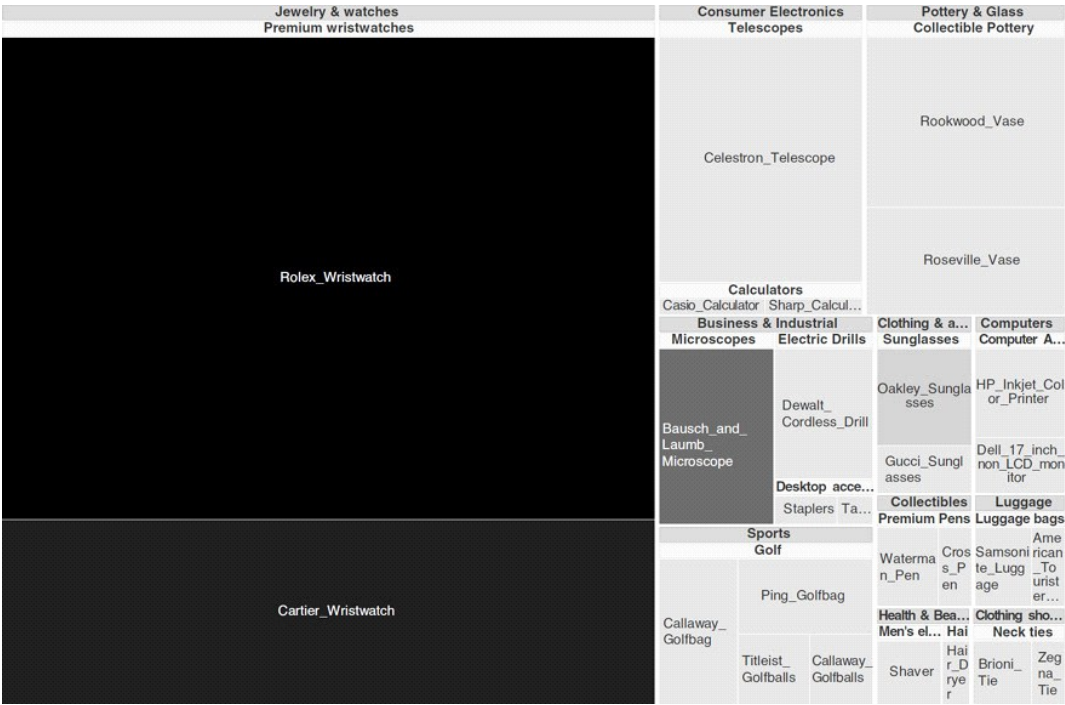 Jewelry & watches
Premium wristwatches
Rolex_Wristwatch
Cartier_Wristwatch
Consumer Electronics
Telescopes
Celestron_Telescope
Calculators
Casio_Calculator Sharp_Calcul...
Pottery & Glass
Collectible Pottery
Rookwood_Vase
Roseville_Vase
Business & Industrial
Microscopes
Bausch_and_
Laumb_
Microscope
Electric Drills
Dewalt_
Cordless_Drill
Desktop acce...
Staplers Ta...
Clothing & a...
Sunglasses
Oakley_Sungla
sses
Gucci_Sungl
asses
Computers
Computer A...
HP_Inkjet_Col
or_Printer
Dell_17_inch_
non_LCD_mon
itor
Sports
Golf
Callaway_
Golfbag
Ping_Golfbag
Titleist_
Golfballs
Callaway_
Golfballs
Collectibles
Premium Pens
Waterma
n_Pen
Cros
s_P
en
Luggage
Luggage bags
Samsoni
te_Lugg
age
Ame
rican
_To
urist
er...
Health & Bea...
Men's el... Hai
Shaver
Hai
r_D
rye
r
Clothing sho...
Neck ties
Brioni_
Tie
Zeg
na_
Tie